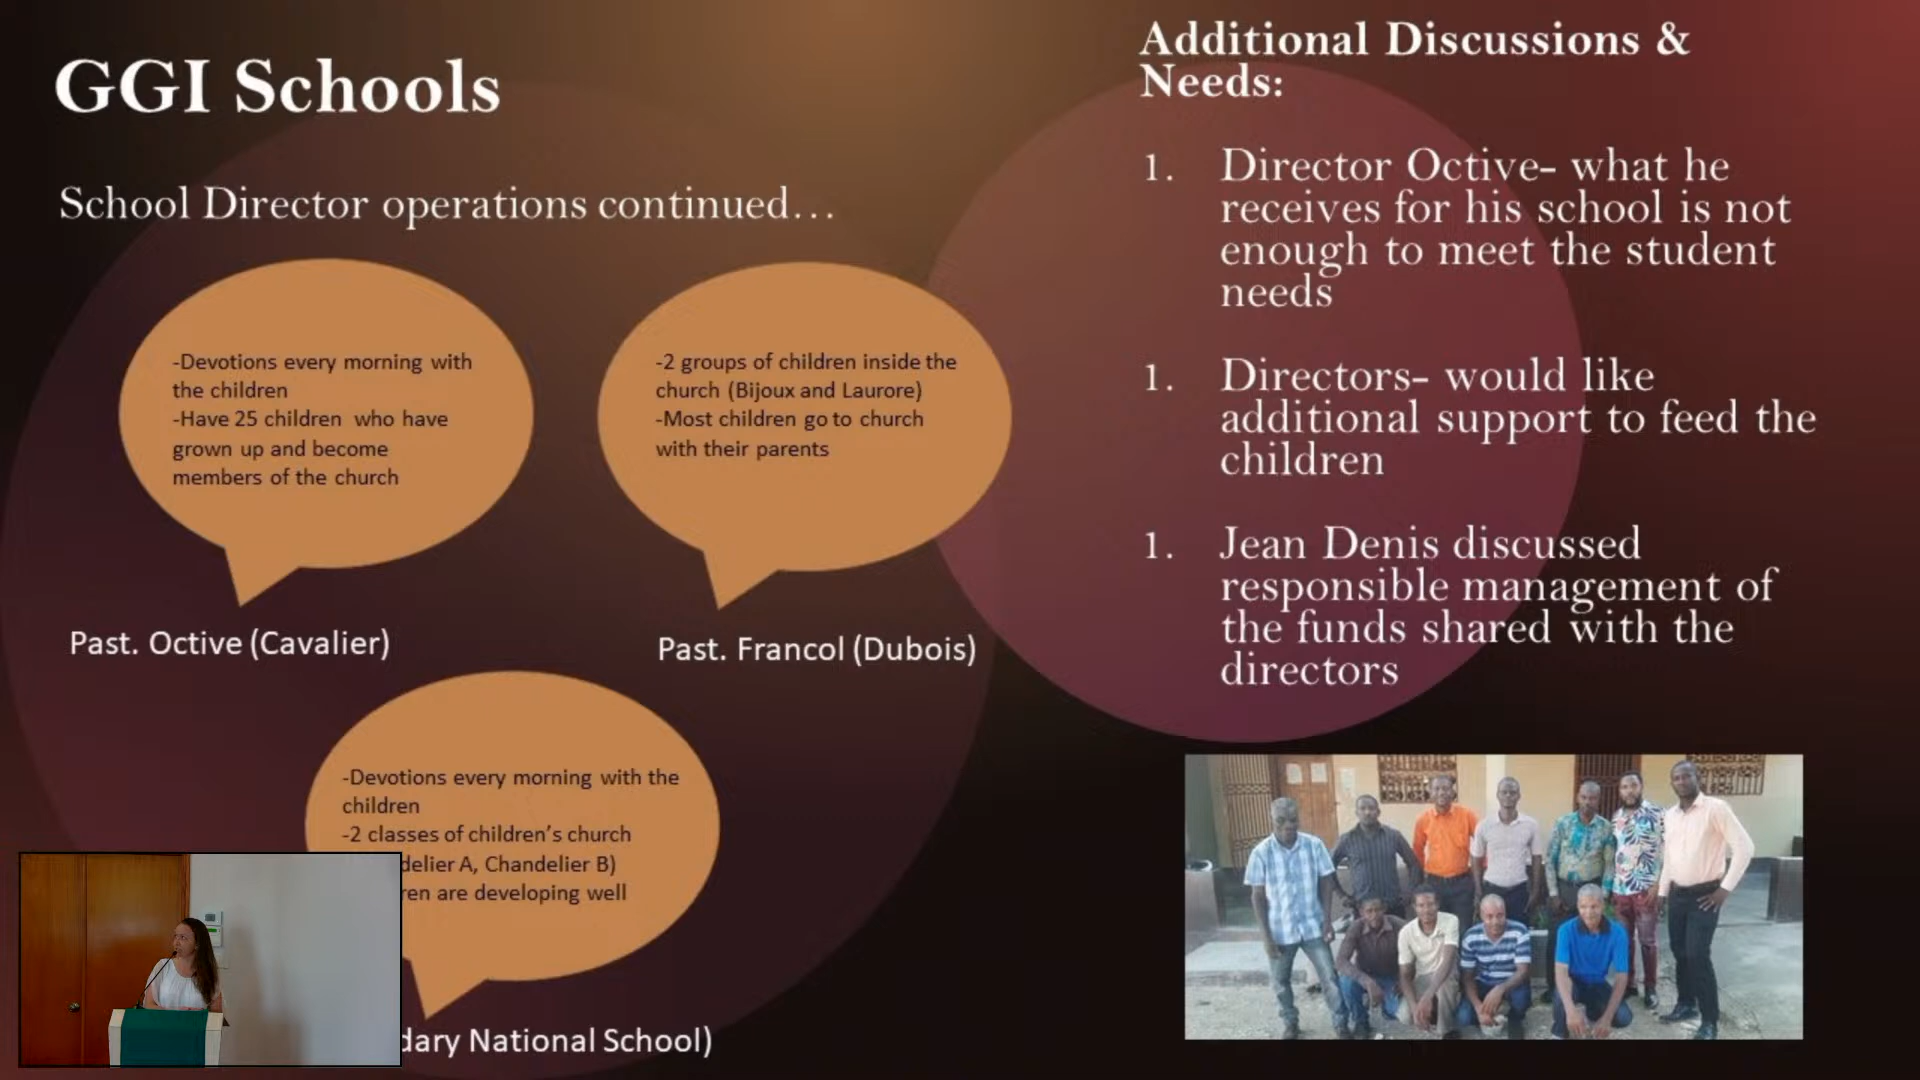 GGI Schools
School Director operations continued...
-Devotions every morning with
the children
-Have 25 children who have
grown up and become
members of the church
Past. Octive (Cavalier)
-2 groups of children inside the
church (Bijoux and Laurore)
-Most children go to church
with their parents
Past. Francol (Dubois)
-Devotions every morning with the
children
-2 classes of children's church
A, Chandelier B)
are developing well
National School)
Additional Discussions &
Needs:
1. Director Octive- what he
receives for his school is not
enough to meet the student
needs
1. Directors- would like
additional support to feed the
children
1. Jean Denis discussed
responsible management of
the funds shared with the
directors